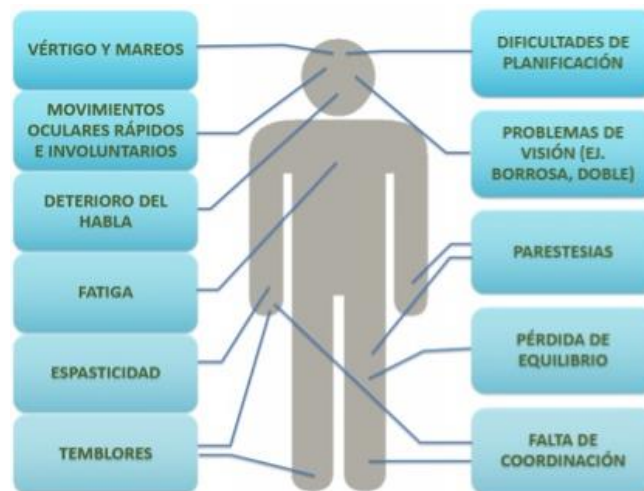 VÉRTIGO Y MAREOS
MOVIMIENTOS
OCULARES RÁPIDOS
E INVOLUNTARIOS
DETERIORO DEL
HABLA
FATIGA
ESPASTICIDAD
TEMBLORES
DIFICULTADES DE
PLANIFICACIÓN
PROBLEMAS DE
VISIÓN (EJ.
BORROSA, DOBLE)
PARESTESIAS
PÉRDIDA DE
EQUILIBRIO
FALTA DE
COORDINACIÓN